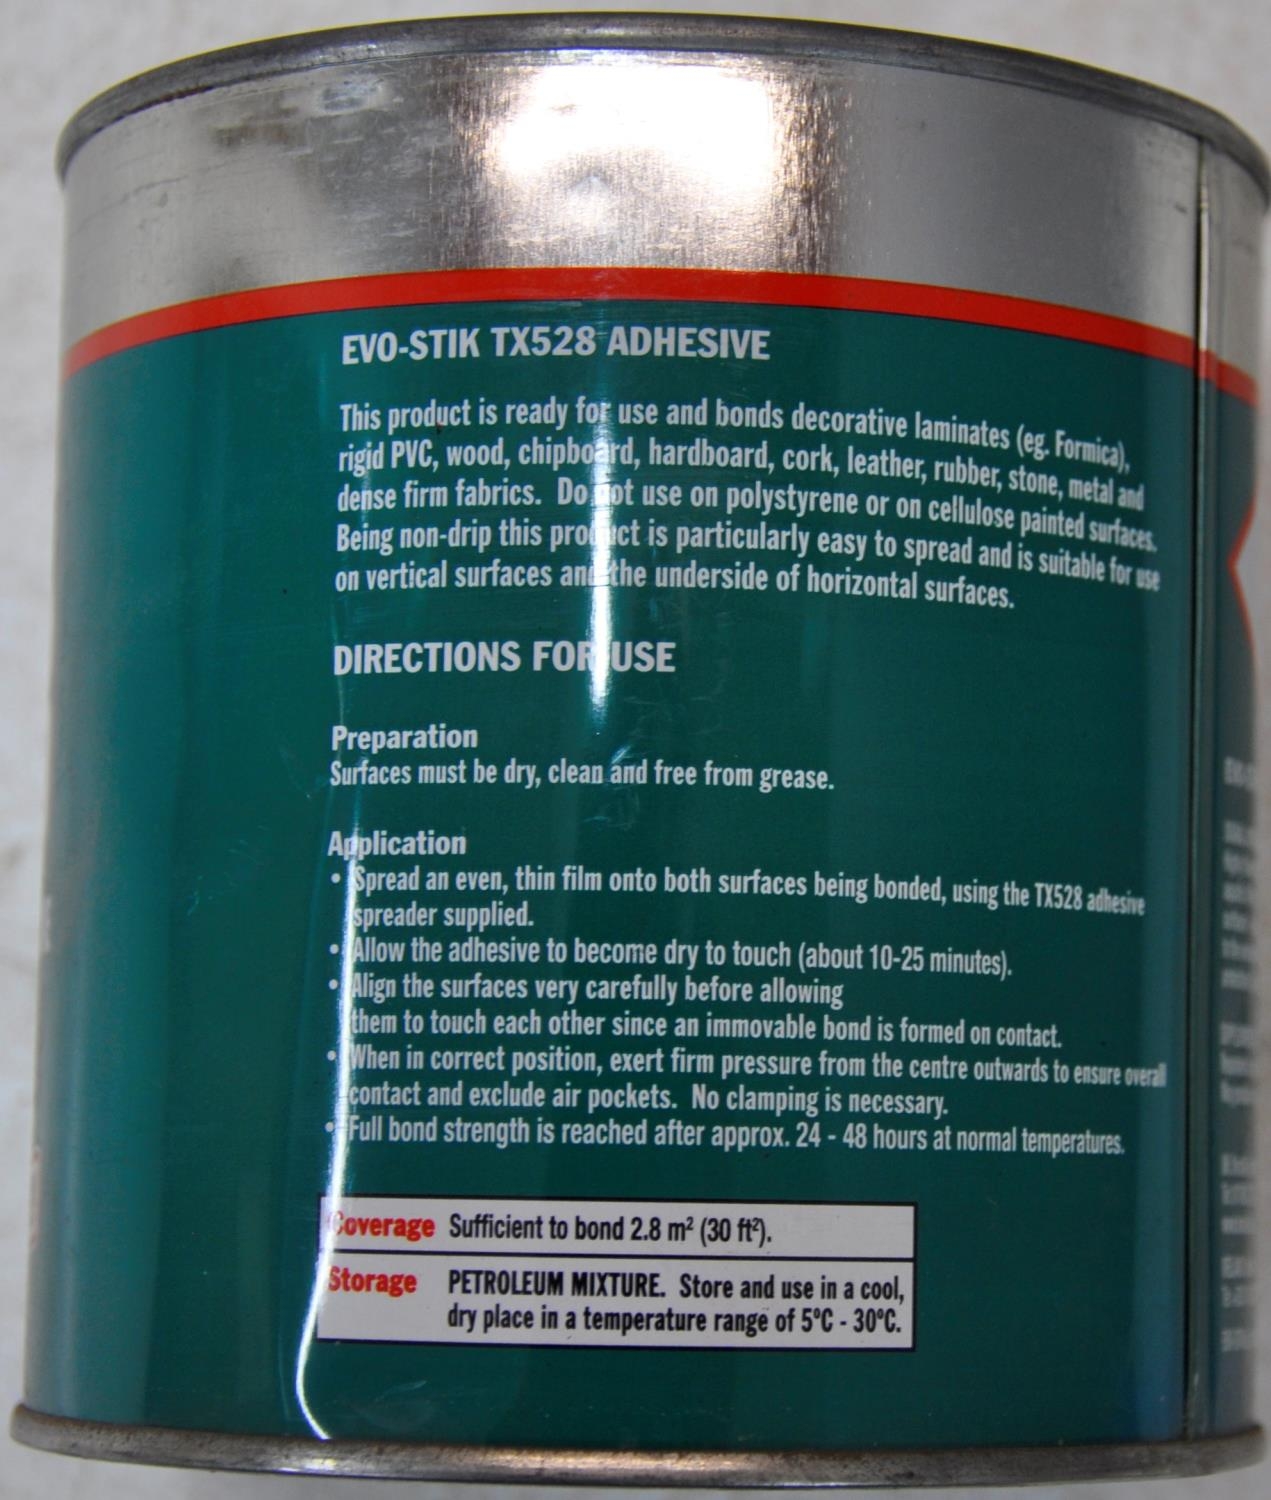 EVO-STIK TX528 ADHESIVE
This product is ready for use and bonds decorative laminates (eg. Formica),
rigid PVC, wood, chipboard, hardboard, cork, leather, rubber, stone, metal and
dense firm fabrics. Do not use on polystyrene or on cellulose painted surfaces.
Being non-drip this product is particularly easy to spread and is suitable for use
on vertical surfaces and the underside of horizontal surfaces.
DIRECTIONS FOR USE
Preparation
Surfaces must be dry, clean and free from grease.
Application
• Spread an even, thin film onto both surfaces being bonded, using the TX528 adhesive
spreader supplied.
• Allow the adhesive to become dry to touch (about 10-25 minutes).
• Align the surfaces very carefully before allowing
them to touch each other since an immovable bond is formed on contact.
• When in correct position, exert firm pressure from the centre outwards to ensure overall
contact and exclude air pockets. No clamping is necessary.
• Full bond strength is reached after approx. 24 - 48 hours at normal temperatures.
Coverage Sufficient to bond 2.8 m² (30 ft²).
Storage PETROLEUM MIXTURE. Store and use in a cool,
dry place in a temperature range of 5°C - 30°C.